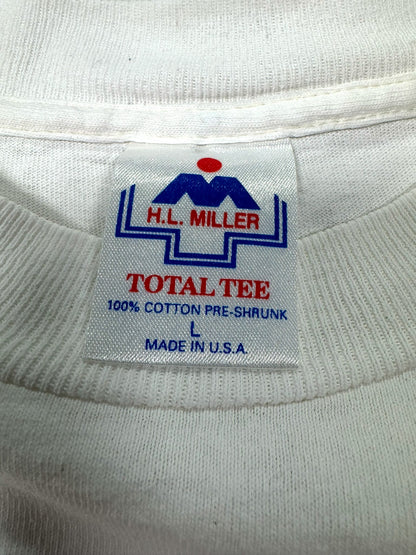 H.L. MILLER
TOTAL TEE
100% COTTON PRE-SHRUNK
L
MADE IN U.S.A.